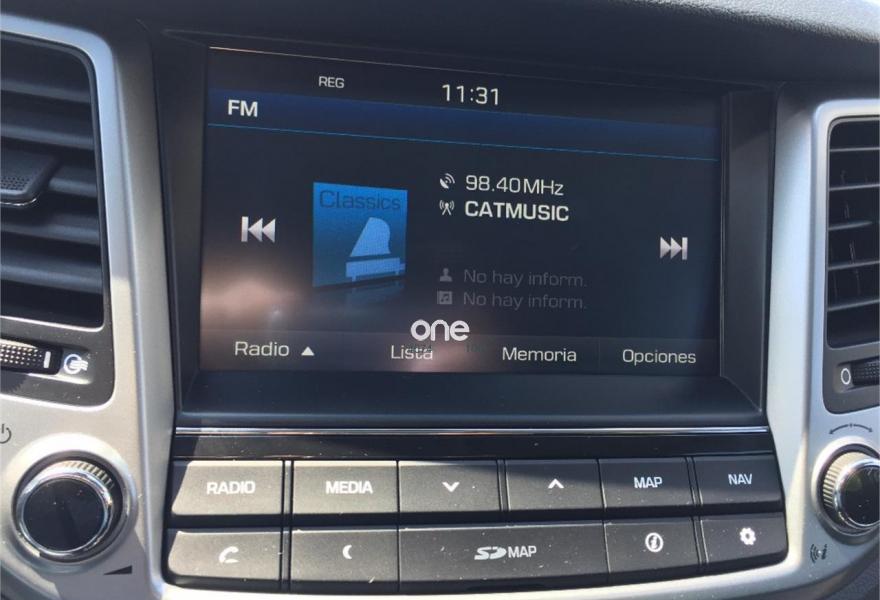 REG
11:31
FM
Classics
98.40MHz
CATMUSIC
No hay inform.
No hay inform.
one
Radio ▲ Lista Memoria Opciones
RADIO MEDIA MAP NAV
SD MAP